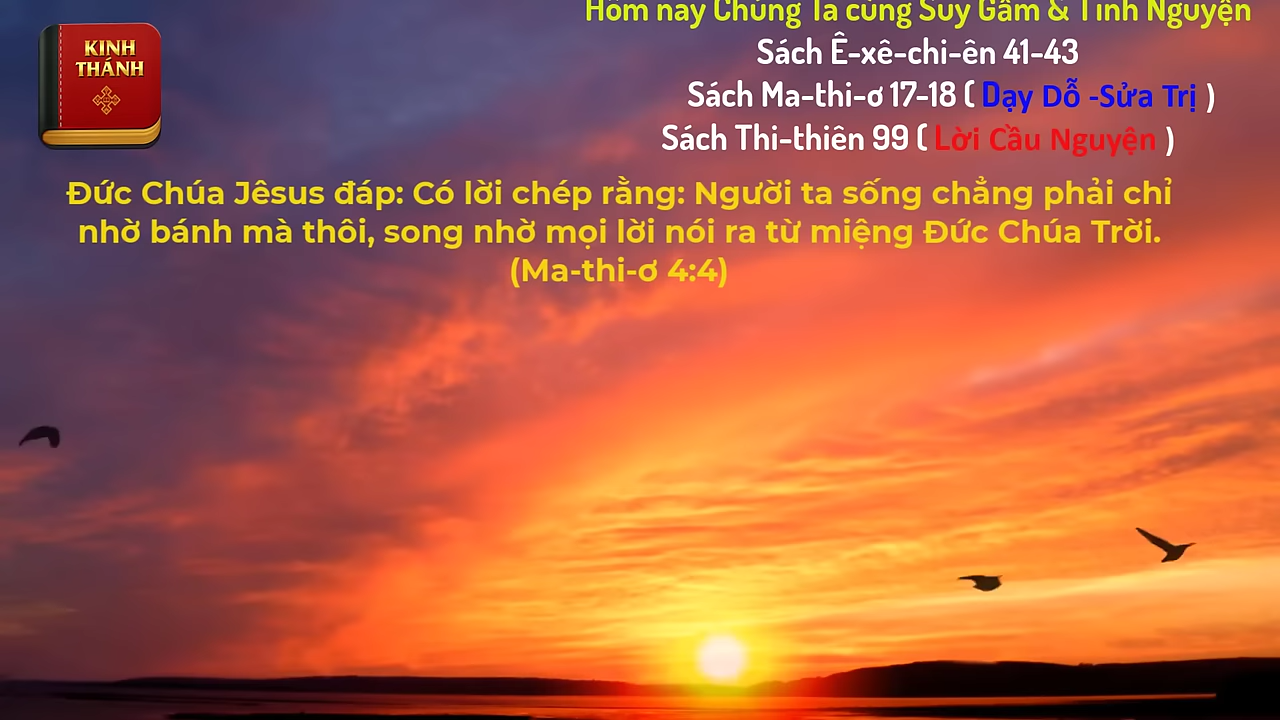 KINH
THÁNH
Hôm nay Chúng Ta cùng Suy Gẫm & Tĩnh Nguyện
Sách Ê-xê-chi-ên 41-43
Sách Ma-thi-ơ 17-18 ( Dạy Dỗ -Sửa Trị )
Sách Thi-thiên 99 ( Lời Cầu Nguyện )
Đức Chúa Jêsus đáp: Có lời chép rằng: Người ta sống chẳng phải chỉ
nhờ bánh mà thôi, song nhờ mọi lời nói ra từ miệng Đức Chúa Trời.
(Ma-thi-ơ 4:4)